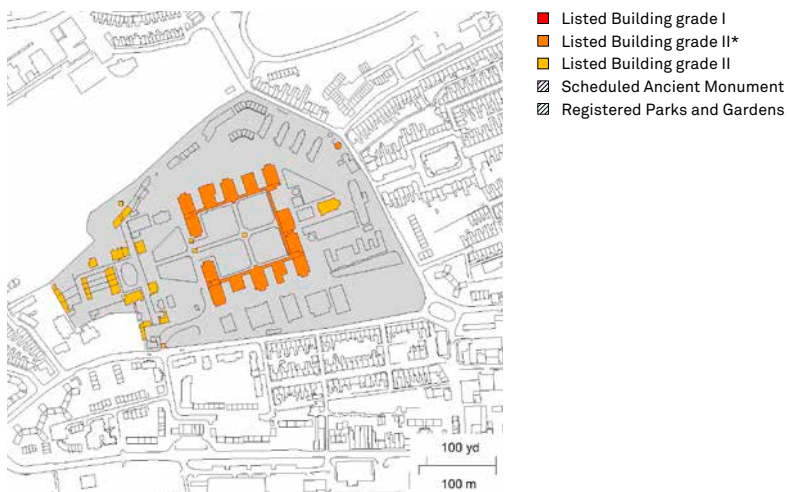 Listed Building grade I
Listed Building grade II*
Listed Building grade II
Scheduled Ancient Monument
Registered Parks and Gardens
100 yd
100 m